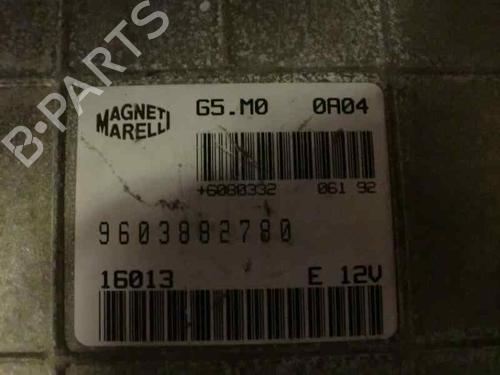 B-PARTS
MAGNETI
MARELLI
G5.M0 0A04
+6080332 061 92
9603882780
16013 E 12V